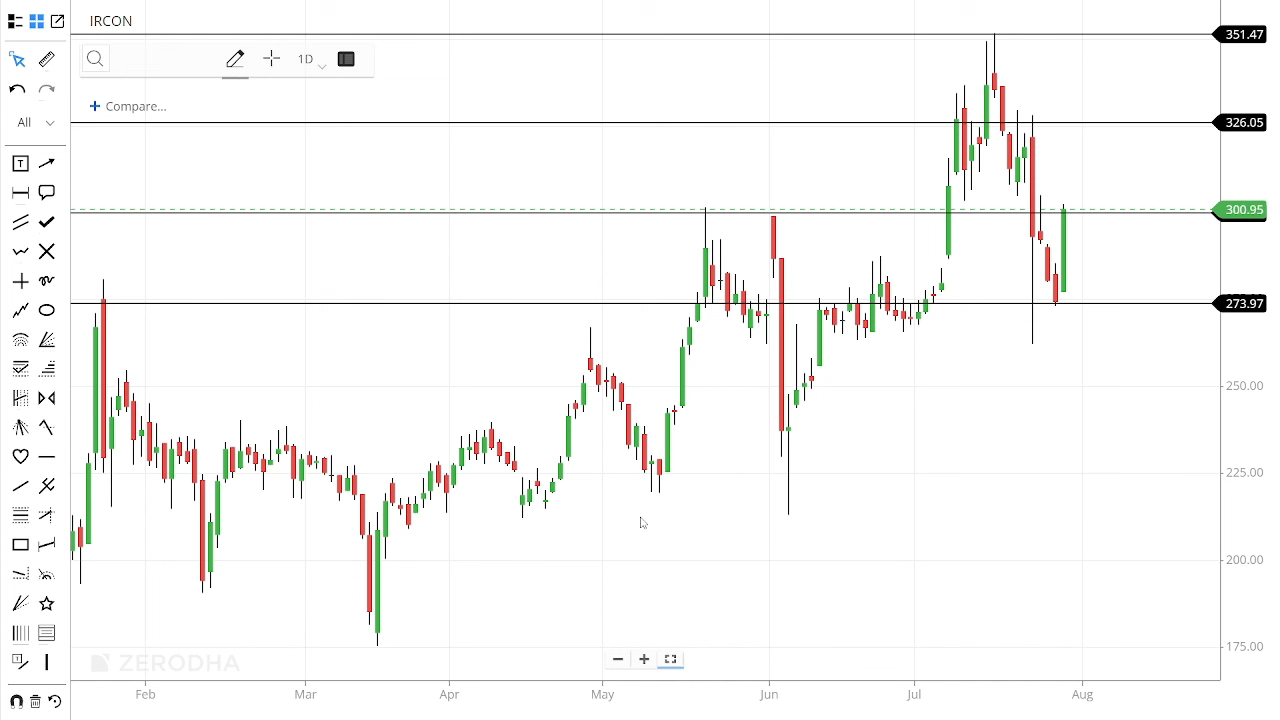 IRCON
1D
Compare...
All
T
351.47
326.05
300.95
273.97
250.00
225.00
200.00
175.00
ZERODHA
Feb Mar Apr May Jun Jul Aug